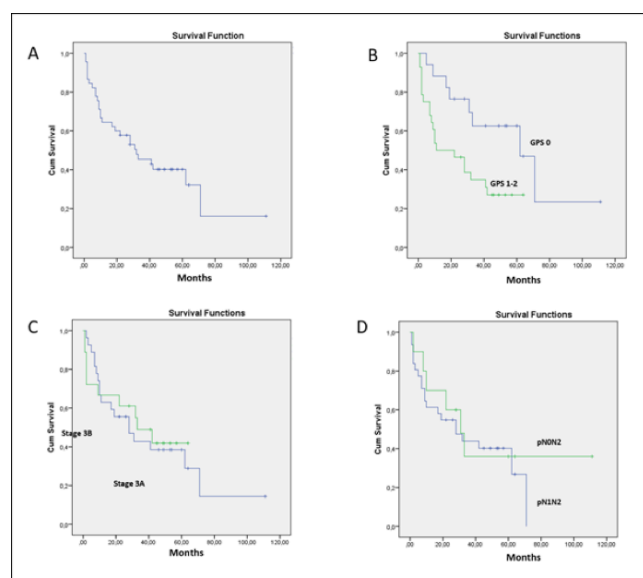 A
Survival Function
Cum Survival
1,0
0,8
0,6
0,4
0,2
0,0
,00 20,00 40,00 60,00 80,00 100,00 120,00
Months
B
Survival Functions
Cum Survival
1,0
0,8
0,6
0,4
0,2
0,0
GPS 0
GPS 1-2
,00 20,00 40,00 60,00 80,00 100,00 120,00
Months
C
Survival Functions
Cum Survival
1,0
0,8
0,6
0,4
0,2
0,0
Stage 3B
Stage 3A
,00 20,00 40,00 60,00 80,00 100,00 120,00
Months
D
Survival Functions
Cum Survival
1,0
0,8
0,6
0,4
0,2
0,0
pN0N2
pN1N2
,00 20,00 40,00 60,00 80,00 100,00 120,00
Months